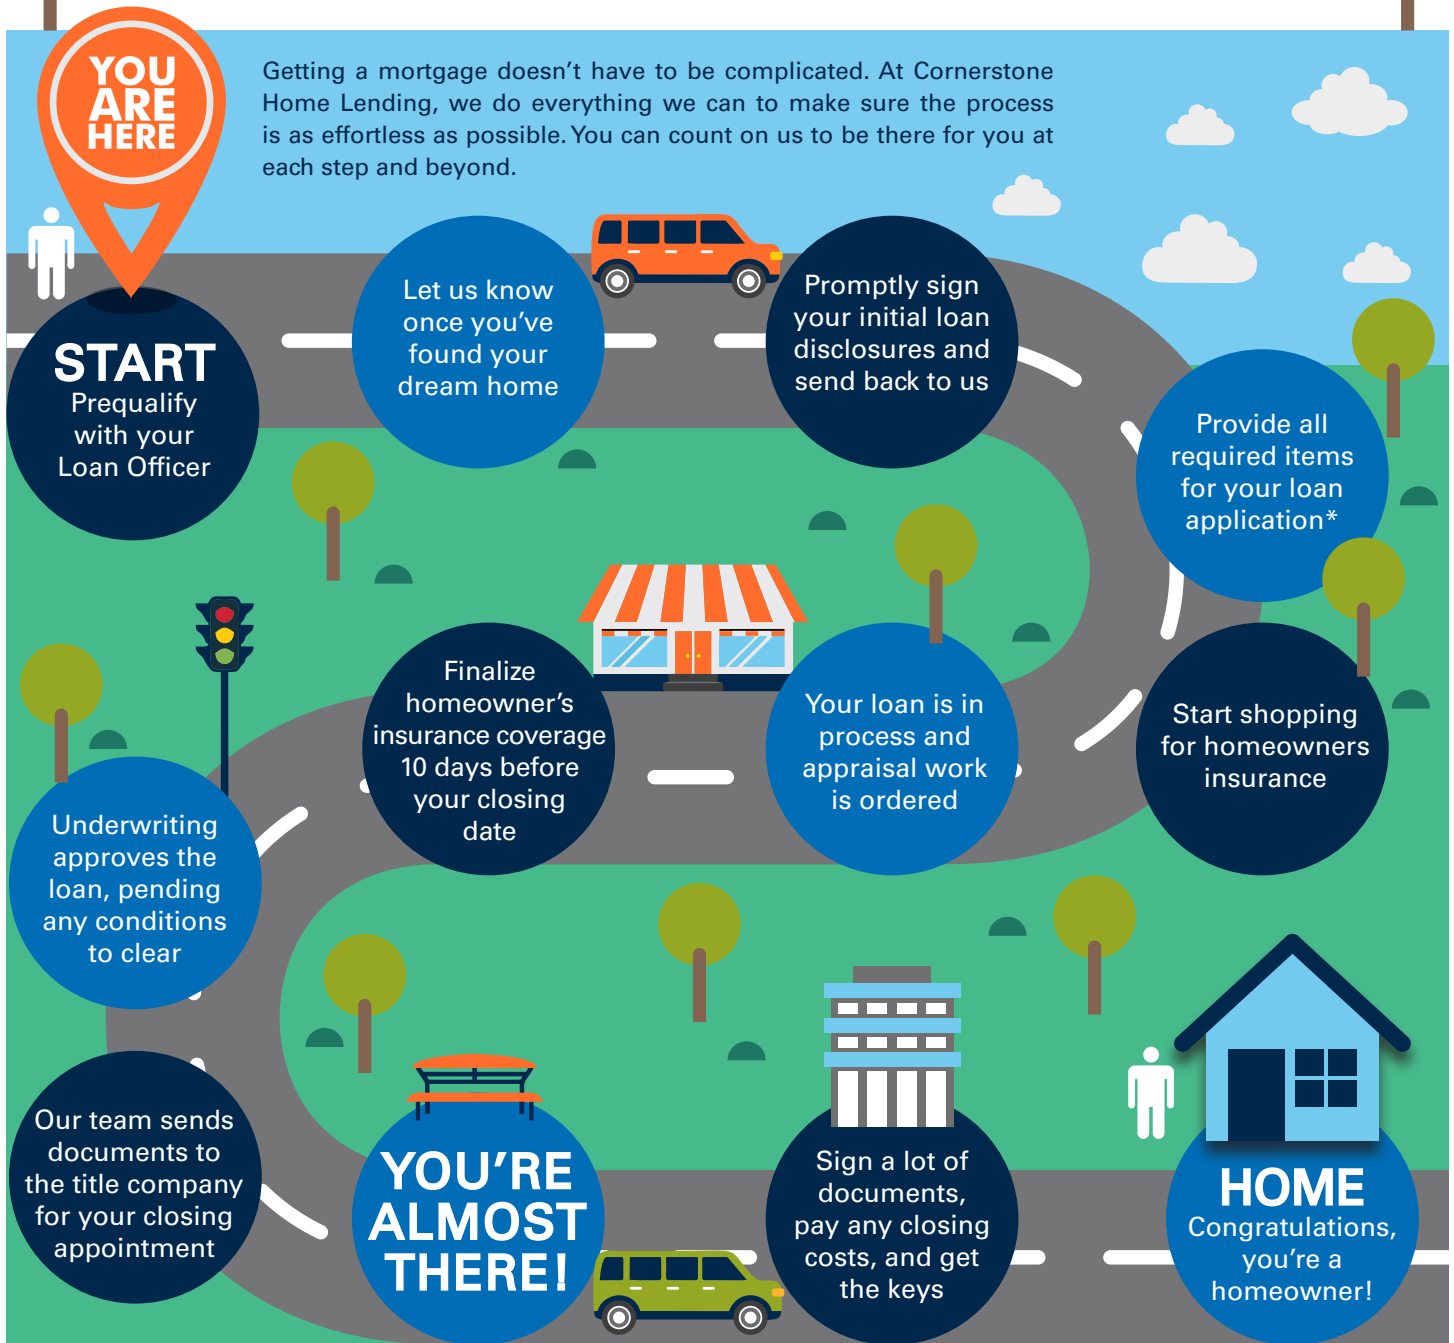 YOU
ARE
HERE
Getting a mortgage doesn't have to be complicated. At Cornerstone
Home Lending, we do everything we can to make sure the process
is as effortless as possible. You can count on us to be there for you at
each step and beyond.
START
Prequalify
with your
Loan Officer
Let us know
once you've
found your
dream home
Promptly sign
your initial loan
disclosures and
send back to us
Provide all
required items
for your loan
application*
Start shopping
for homeowners
insurance
Your loan is in
process and
appraisal work
is ordered
Finalize
homeowner's
insurance coverage
10 days before
your closing
date
Underwriting
approves the
loan, pending
any conditions
to clear
Our team sends
documents to
the title company
for your closing
appointment
YOU'RE
ALMOST
THERE!
Sign a lot of
documents,
pay any closing
costs, and get
the keys
HOME
Congratulations,
you're a
homeowner!